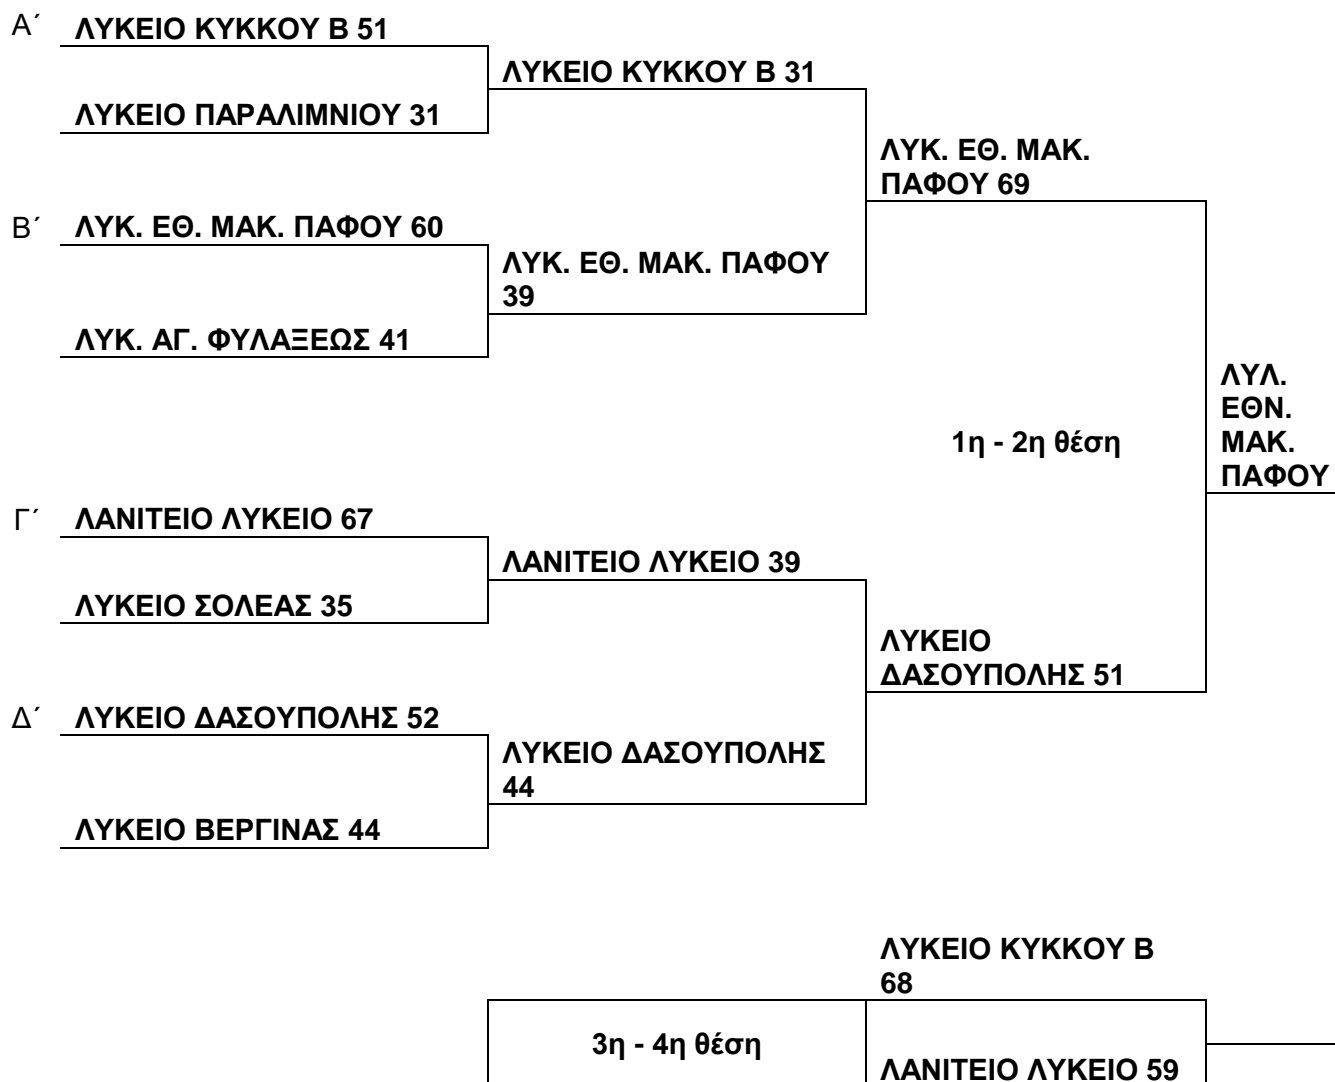 Α΄ ΛΥΚΕΙΟ ΚΥΚΚΟΥ Β 51
ΛΥΚΕΙΟ ΚΥΚΚΟΥ Β 31
ΛΥΚΕΙΟ ΠΑΡΑΛΙΜΝΙΟΥ 31
ΛΥΚ. ΕΘ. ΜΑΚ.
ΠΑΦΟΥ 69
Β΄ ΛΥΚ. ΕΘ. ΜΑΚ. ΠΑΦΟΥ 60
ΛΥΚ. ΕΘ. ΜΑΚ. ΠΑΦΟΥ
39
ΛΥΚ. ΑΓ. ΦΥΛΑΞΕΩΣ 41
ΛΥΛ.
ΕΘΝ.
ΜΑΚ.
ΠΑΦΟΥ
1η - 2η θέση
Γ΄ ΛΑΝΙΤΕΙΟ ΛΥΚΕΙΟ 67
ΛΑΝΙΤΕΙΟ ΛΥΚΕΙΟ 39
ΛΥΚΕΙΟ ΣΟΛΕΑΣ 35
ΛΥΚΕΙΟ
ΔΑΣΟΥΠΟΛΗΣ 51
Δ΄ ΛΥΚΕΙΟ ΔΑΣΟΥΠΟΛΗΣ 52
ΛΥΚΕΙΟ ΔΑΣΟΥΠΟΛΗΣ
44
ΛΥΚΕΙΟ ΒΕΡΓΙΝΑΣ 44
ΛΥΚΕΙΟ ΚΥΚΚΟΥ Β
68
3η - 4η θέση
ΛΑΝΙΤΕΙΟ ΛΥΚΕΙΟ 59